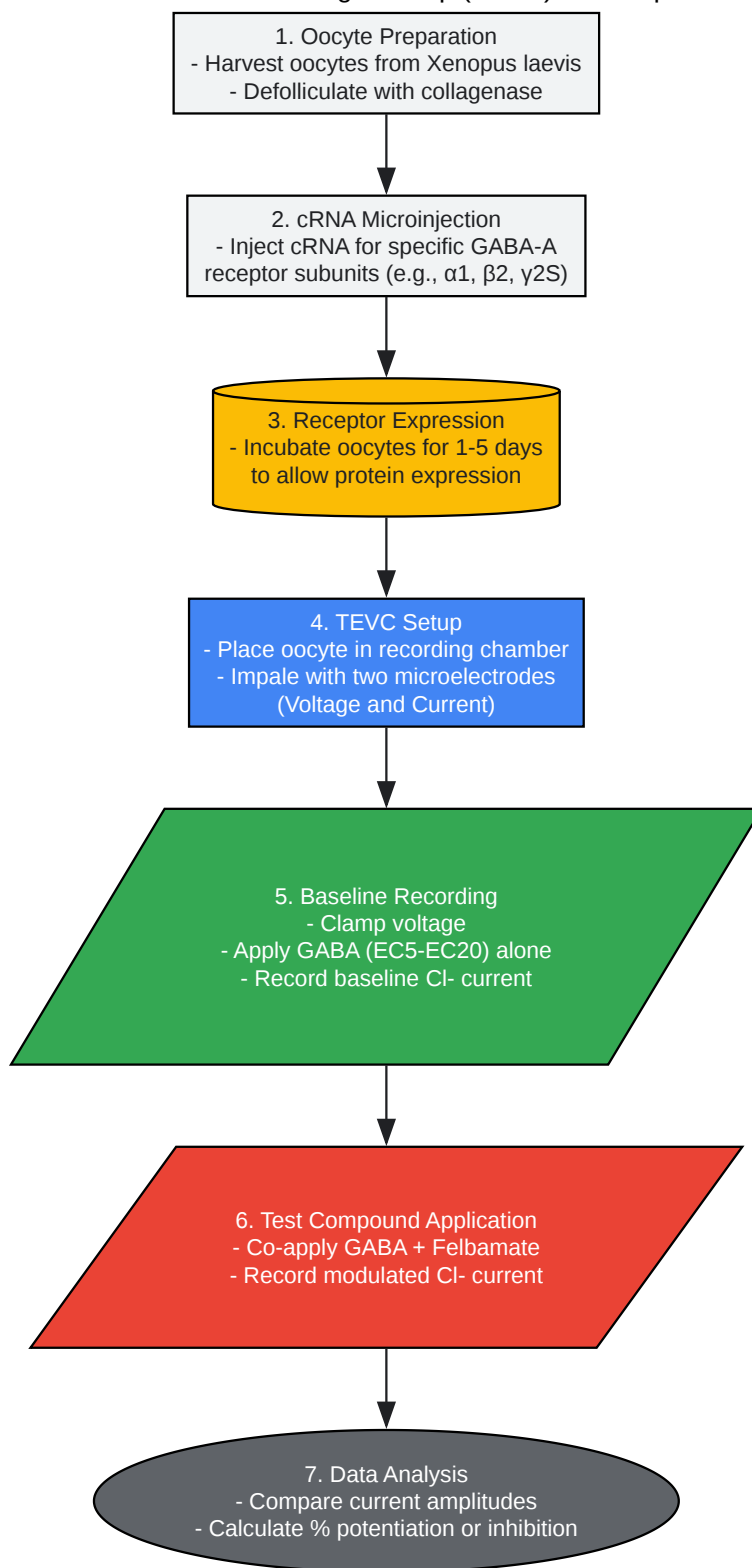 1. Oocyte Preparation
- Harvest oocytes from Xenopus laevis
- Defolliculate with collagenase
2. cRNA Microinjection
- Inject cRNA for specific GABA-A
receptor subunits (e.g., α1, β2, γ2S)
3. Receptor Expression
- Incubate oocytes for 1-5 days
to allow protein expression
4. TEVC Setup
- Place oocyte in recording chamber
- Impale with two microelectrodes
(Voltage and Current)
5. Baseline Recording
- Clamp voltage
- Apply GABA (EC5-EC20) alone
- Record baseline Cl- current
6. Test Compound Application
- Co-apply GABA + Felbamate
- Record modulated Cl- current
7. Data Analysis
- Compare current amplitudes
- Calculate % potentiation or inhibition